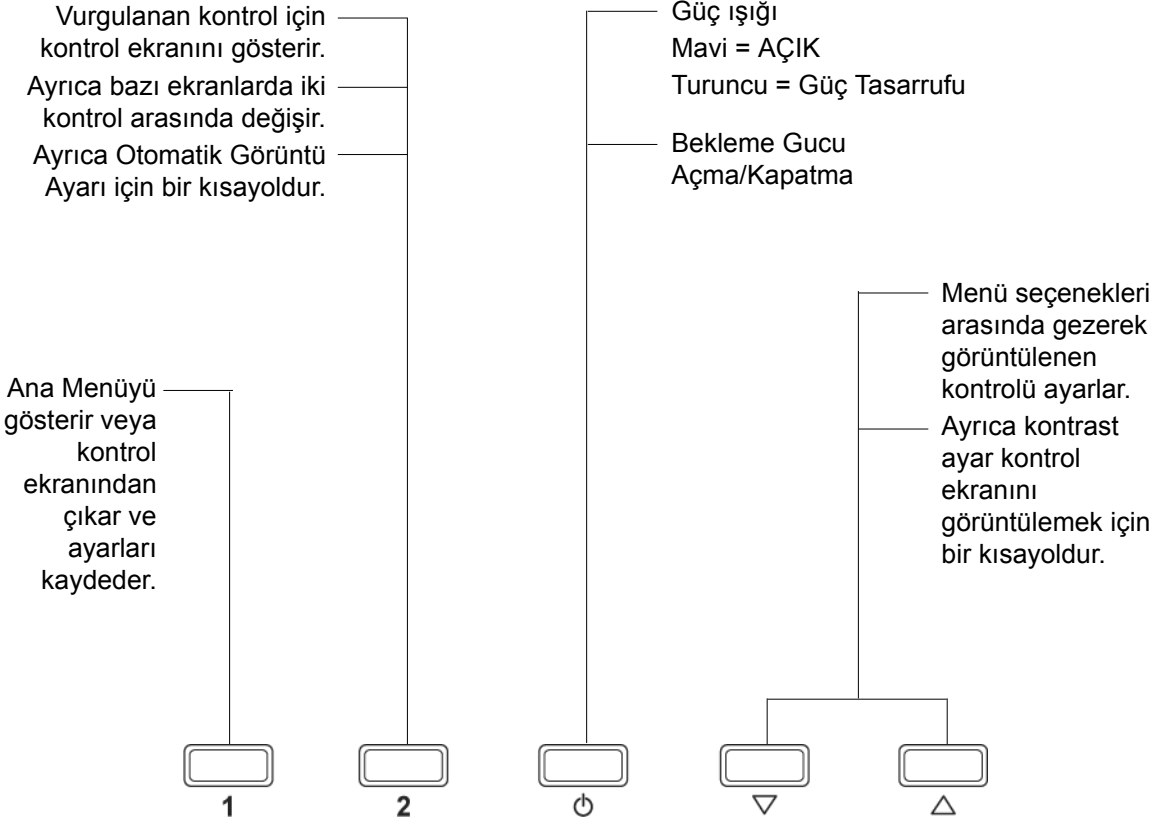 Vurgulanan kontrol için
kontrol ekranını gösterir.
Ayrıca bazı ekranlarda iki
kontrol arasında değişir.
Ayrıca Otomatik Görüntü
Ayarı için bir kısayoldur.
Güç ışığı
Mavi = AÇIK
Turuncu = Güç Tasarrufu
Bekleme Gucu
Açma/Kapatma
Menü seçenekleri
arasında gezerek
görüntülenen
kontrolü ayarlar.
Ayrıca kontrast
ayar kontrol
ekranını
görüntülemek için
bir kısayoldur.
Ana Menüyü
gösterir veya
kontrol
ekranından
çıkar ve
ayarları
kaydeder.
1
2